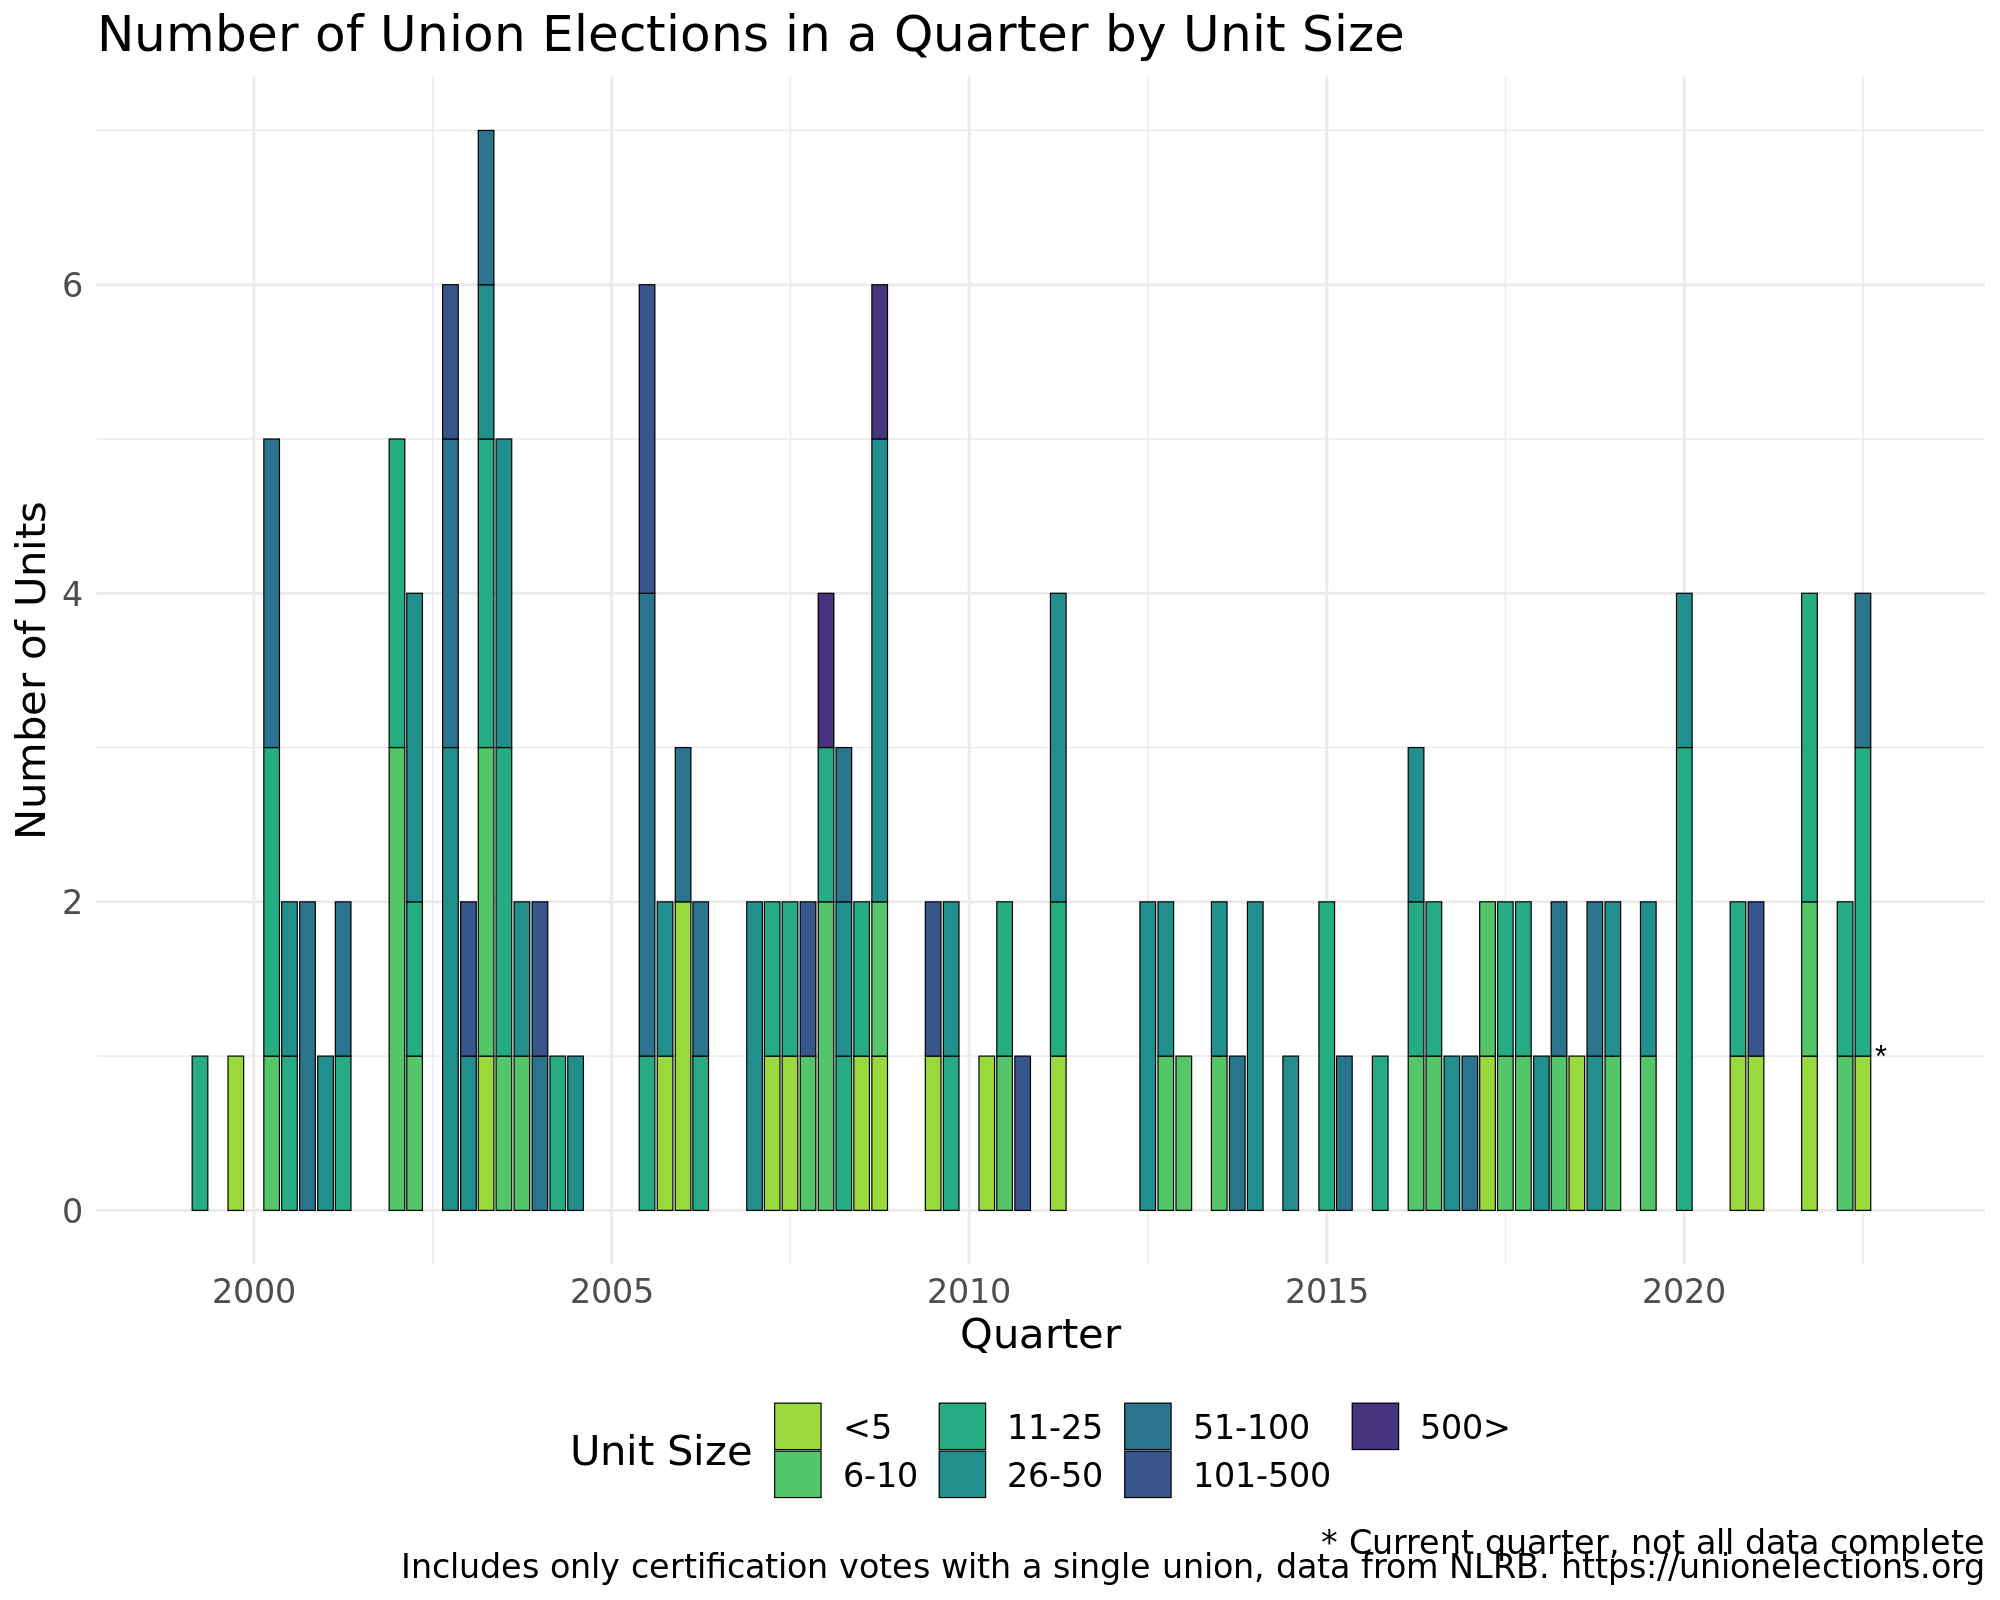 Number of Union Elections in a Quarter by Unit Size
Number of Units
6
4
2
0
*
2000 2005 2010 2015 2020
Quarter
Unit Size
<5 11-25 51-100 500>
6-10 26-50 101-500
* Current quarter, not all data complete
Includes only certification votes with a single union, data from NLRB. https://unionelections.org